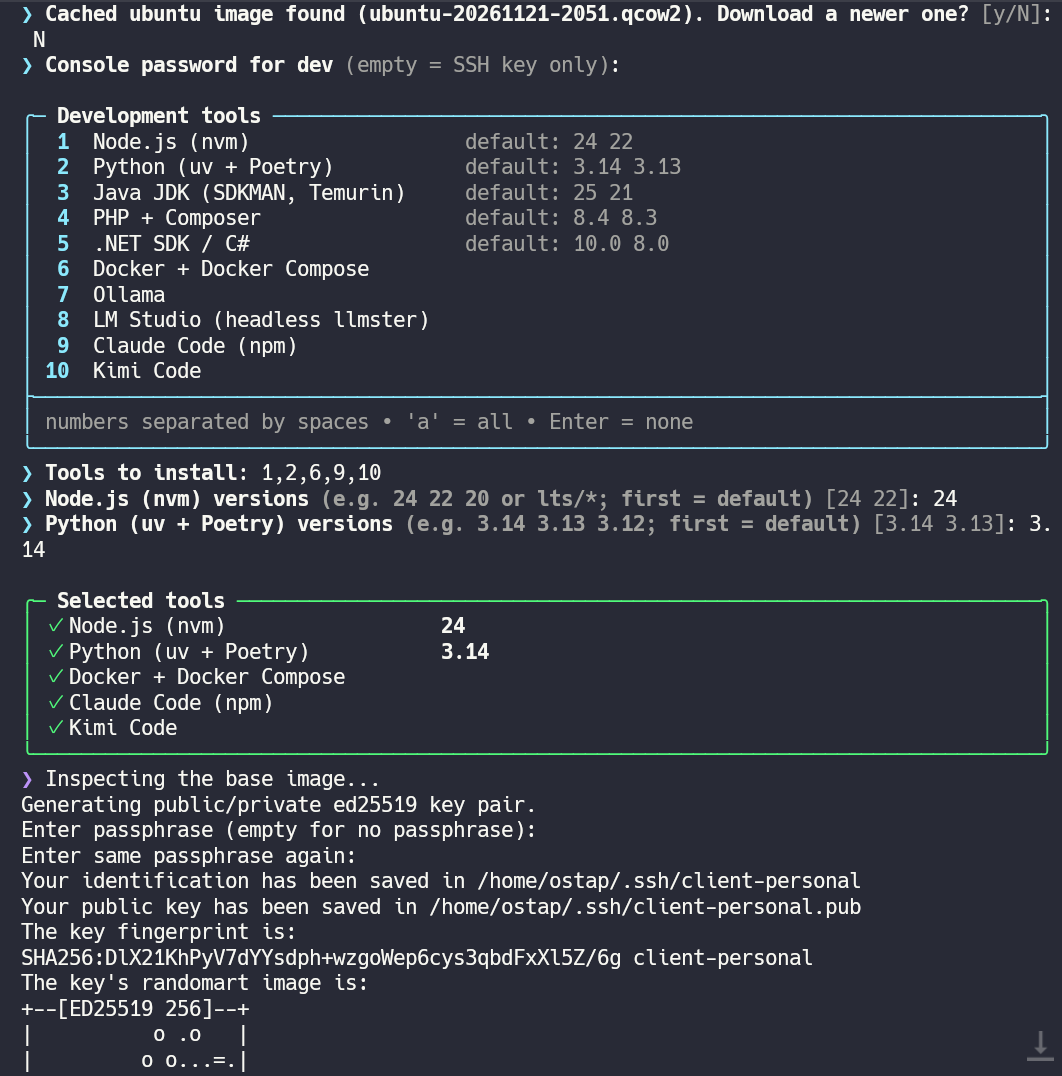 ❯ Cached ubuntu image found (ubuntu-20261121-2051.qcow2). Download a newer one? [y/N]:
N
❯ Console password for dev (empty = SSH key only):
Development tools
1 Node.js (nvm) default: 24 22
2 Python (uv + Poetry) default: 3.14 3.13
3 Java JDK (SDKMAN, Temurin) default: 25 21
4 PHP + Composer default: 8.4 8.3
5 .NET SDK / C# default: 10.0 8.0
6 Docker + Docker Compose
7 Ollama
8 LM Studio (headless llmster)
9 Claude Code (npm)
10 Kimi Code
numbers separated by spaces • 'a' = all • Enter = none
❯ Tools to install: 1,2,6,9,10
❯ Node.js (nvm) versions (e.g. 24 22 20 or lts/*; first = default) [24 22]: 24
❯ Python (uv + Poetry) versions (e.g. 3.14 3.13 3.12; first = default) [3.14 3.13]: 3.
14
Selected tools
✓ Node.js (nvm) 24
✓ Python (uv + Poetry) 3.14
✓ Docker + Docker Compose
✓ Claude Code (npm)
✓ Kimi Code
❯ Inspecting the base image...
Generating public/private ed25519 key pair.
Enter passphrase (empty for no passphrase):
Enter same passphrase again:
Your identification has been saved in /home/ostap/.ssh/client-personal
Your public key has been saved in /home/ostap/.ssh/client-personal.pub
The key fingerprint is:
SHA256:DlX21KhPyV7dYYsdph+wzgoWep6cys3qbdFxXl5Z/6g client-personal
The key's randomart image is:
+--[ED25519 256]--+
|          o .o   |
|         o o...=.|